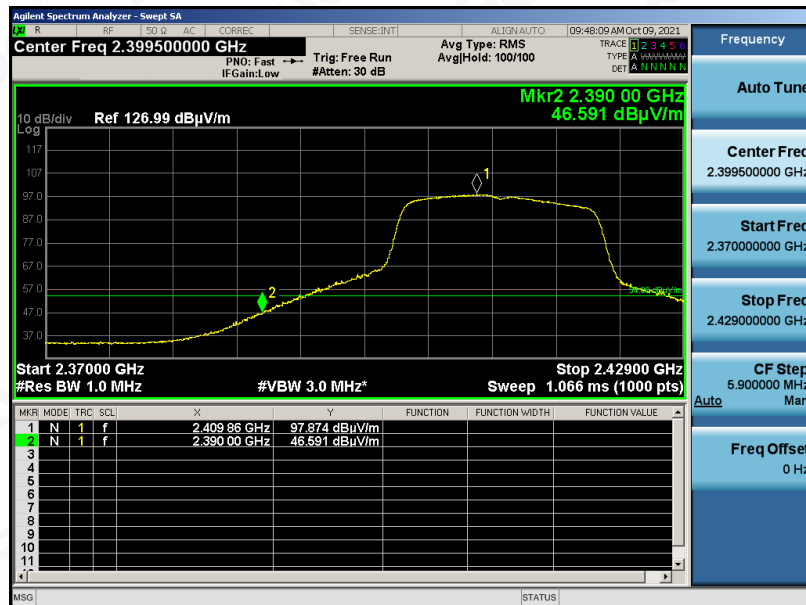 Agilent Spectrum Analyzer - Swept SA
LXI R RF 50 Ω AC CORREC SENSE:INT ALIGN AUTO 09:48:09 AM Oct 09, 2021
Center Freq 2.399500000 GHz
PNO: Fast
IFGain:Low
Trig: Free Run
#Atten: 30 dB
Avg Type: RMS
Avg|Hold: 100/100
TRACE 1 2 3 4 5 6
TYPE A WWWWW
DET A N N N N N
Mkr2 2.390 00 GHz
46.591 dBµV/m
10 dB/div Ref 126.99 dBµV/m
Log
117
107
97.0
87.0
77.0
67.0
57.0
47.0
37.0
1
2
Start 2.37000 GHz Stop 2.42900 GHz
#Res BW 1.0 MHz #VBW 3.0 MHz* Sweep 1.066 ms (1000 pts)
MKR MODE TRC SCL X Y FUNCTION FUNCTION WIDTH FUNCTION VALUE
1 N 1 f 2.409 86 GHz 97.874 dBµV/m
2 N 1 f 2.390 00 GHz 46.591 dBµV/m
3
4
5
6
7
8
9
10
11
MSG STATUS
Frequency
Auto Tune
Center Freq
2.399500000 GHz
Start Freq
2.370000000 GHz
Stop Freq
2.429000000 GHz
CF Step
5.900000 MHz
Auto Man
Freq Offset
0 Hz